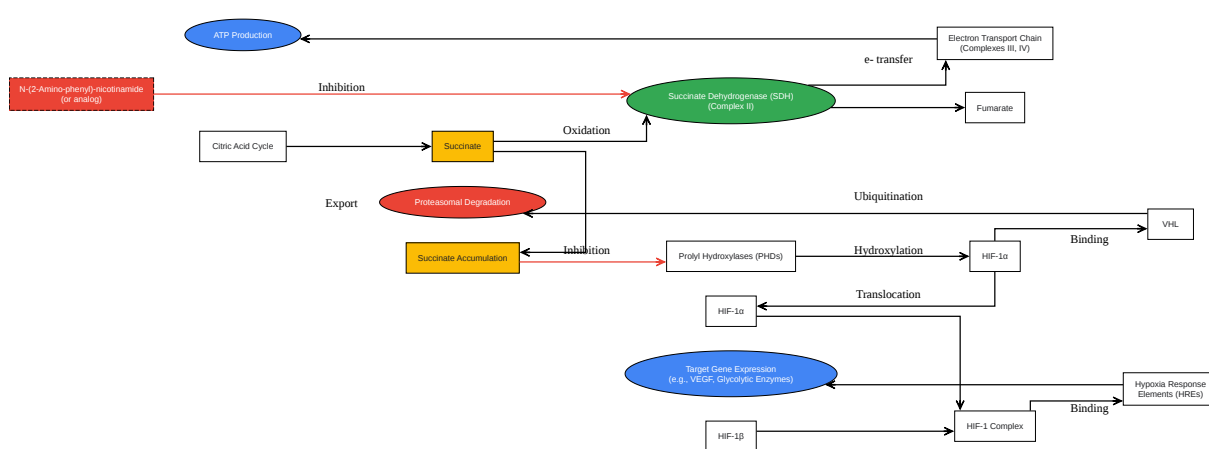 ATP Production
Electron Transport Chain
(Complexes III, IV)
e- transfer
N-(2-Amino-phenyl)-nicotinamide
(or analog)
Inhibition
Succinate Dehydrogenase (SDH)
(Complex II)
Fumarate
Oxidation
Citric Acid Cycle
Succinate
Export
Proteasomal Degradation
Ubiquitination
VHL
Binding
Succinate Accumulation
Inhibition
Prolyl Hydroxylases (PHDs)
Hydroxylation
HIF-1α
Translocation
HIF-1α
Target Gene Expression
(e.g., VEGF, Glycolytic Enzymes)
Hypoxia Response
Elements (HREs)
Binding
HIF-1 Complex
HIF-1β